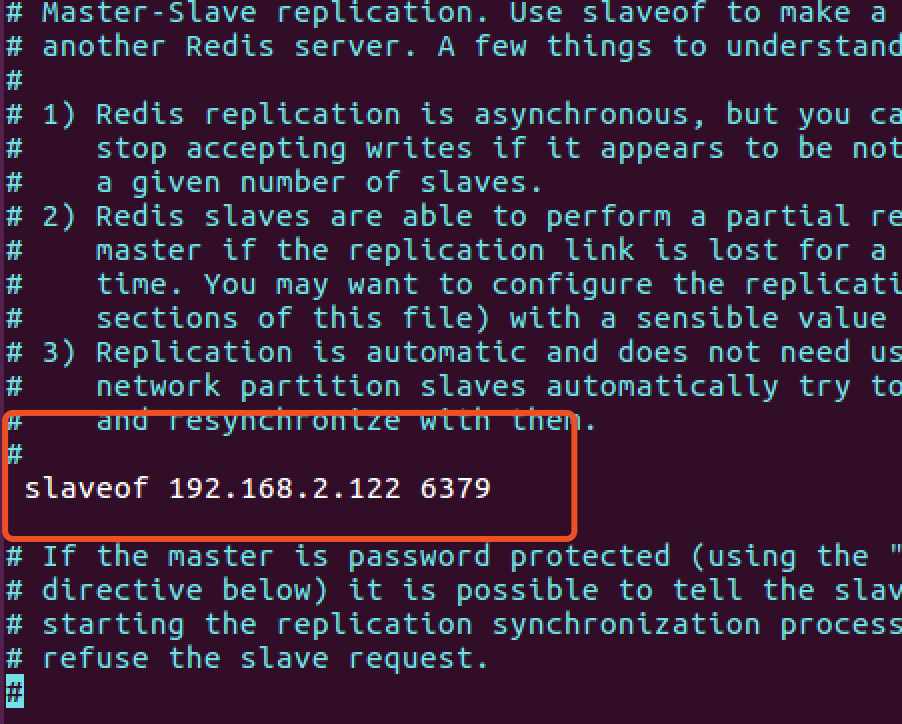 # Master-Slave replication. Use slaveof to make a
# another Redis server. A few things to understand
#
# 1) Redis replication is asynchronous, but you ca
#    stop accepting writes if it appears to be not
#    a given number of slaves.
# 2) Redis slaves are able to perform a partial re
#    master if the replication link is lost for a
#    time. You may want to configure the replicati
#    sections of this file) with a sensible value
# 3) Replication is automatic and does not need us
#    network partition slaves automatically try to
#    and resynchronize with them.
#
 slaveof 192.168.2.122 6379

# If the master is password protected (using the "
# directive below) it is possible to tell the slav
# starting the replication synchronization process
# refuse the slave request.
#